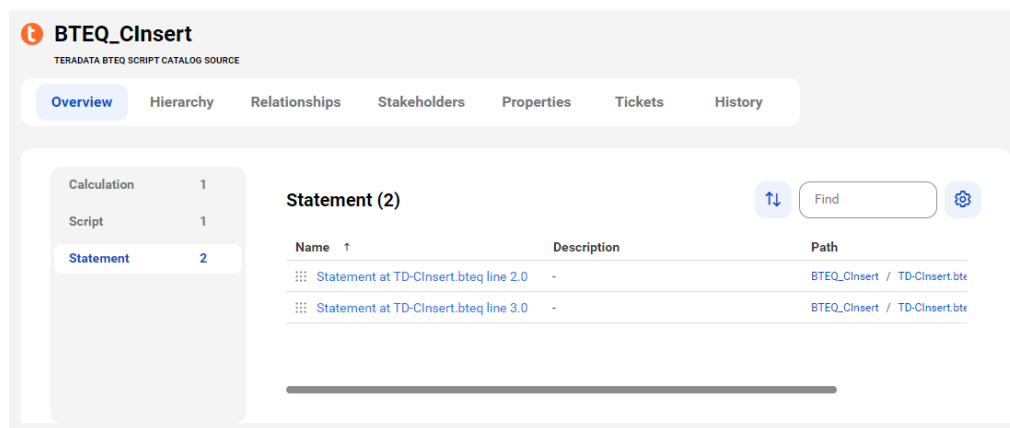 t BTEQ_CInsert
TERADATA BTEQ SCRIPT CATALOG SOURCE
Overview Hierarchy Relationships Stakeholders Properties Tickets History
Calculation 1
Script 1
Statement 2
Statement (2)
Find
Name ↑ Description Path
Statement at TD-CInsert.bteq line 2.0 - BTEQ_CInsert / TD-CInsert.bte
Statement at TD-CInsert.bteq line 3.0 - BTEQ_CInsert / TD-CInsert.bte